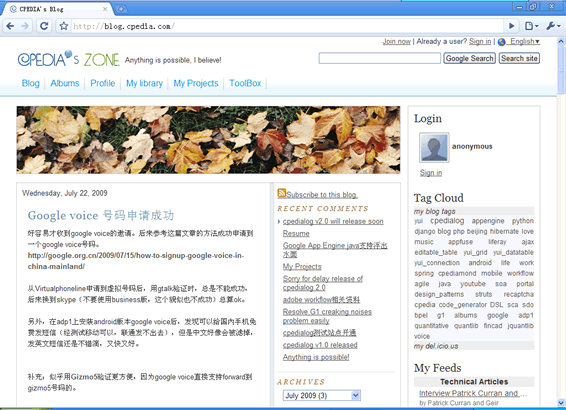 CPEDIA's Blog
http://blog.cpedia.com/
Join now | Already a user? Sign in | English
CPEDIA's ZONE
Anything is possible, I believe!
Google Search
Search site
Blog Albums Profile My library My Projects ToolBox
Wednesday, July 22, 2009
Google voice 号码申请成功
好容易才收到google voice的邀请。后来参考这篇文章的方法成功申请到
一个google voice号码。
http://google.org.cn/2009/07/15/how-to-signup-google-voice-in-
china-mainland/
从Virtualphoneline申请到虚拟号码后，用gtalk验证时，总是不能成功，
后来换到skype（不要使用business版，这个貌似也不成功）总算ok。
另外，在adp1上安装android版本google voice后，发现可以给国内手机免
费发短信（经测试移动可以，联通发不出去），但是中文好像会被滤掉，
发英文短信还是不错滴，又快又好。
补充：似乎用Gizmo5验证更方便，因为google voice直接支持forward到
gizmo5号码的。
Subscribe to this blog.
RECENT COMMENTS
cpedialog v2.0 will release soon
Resume
Google App Engine java支持浮出
水面
My Projects
Sorry for delay release of
cpedialog 2.0
adobe workflow相关资料
Resolve G1 creaking noises
problem easily
cpedialog测试站点开通
cpedialog v1.0 released
Anything is possible!
ARCHIVES
July 2009 (3)
Login
anonymous
Sign in
Tag Cloud
my blog tags
yui cpedialog appengine python
django blog php beijing hibernate love
music appfuse liferay ajax
editable_table yui_grid yui_datatable
yui_connection android life work
spring cpediamond mobile workflow
agile java youtube soa portal
design_patterns struts recaptcha
cpedia code_generator DSL sca sdo
bpel g1 albums google adp1
quantitative quantlib fincad jquantlib
voice
my del.icio.us
My Feeds
Technical Articles
Interview Patrick Curran and ...
by Patrick Curran and Geir